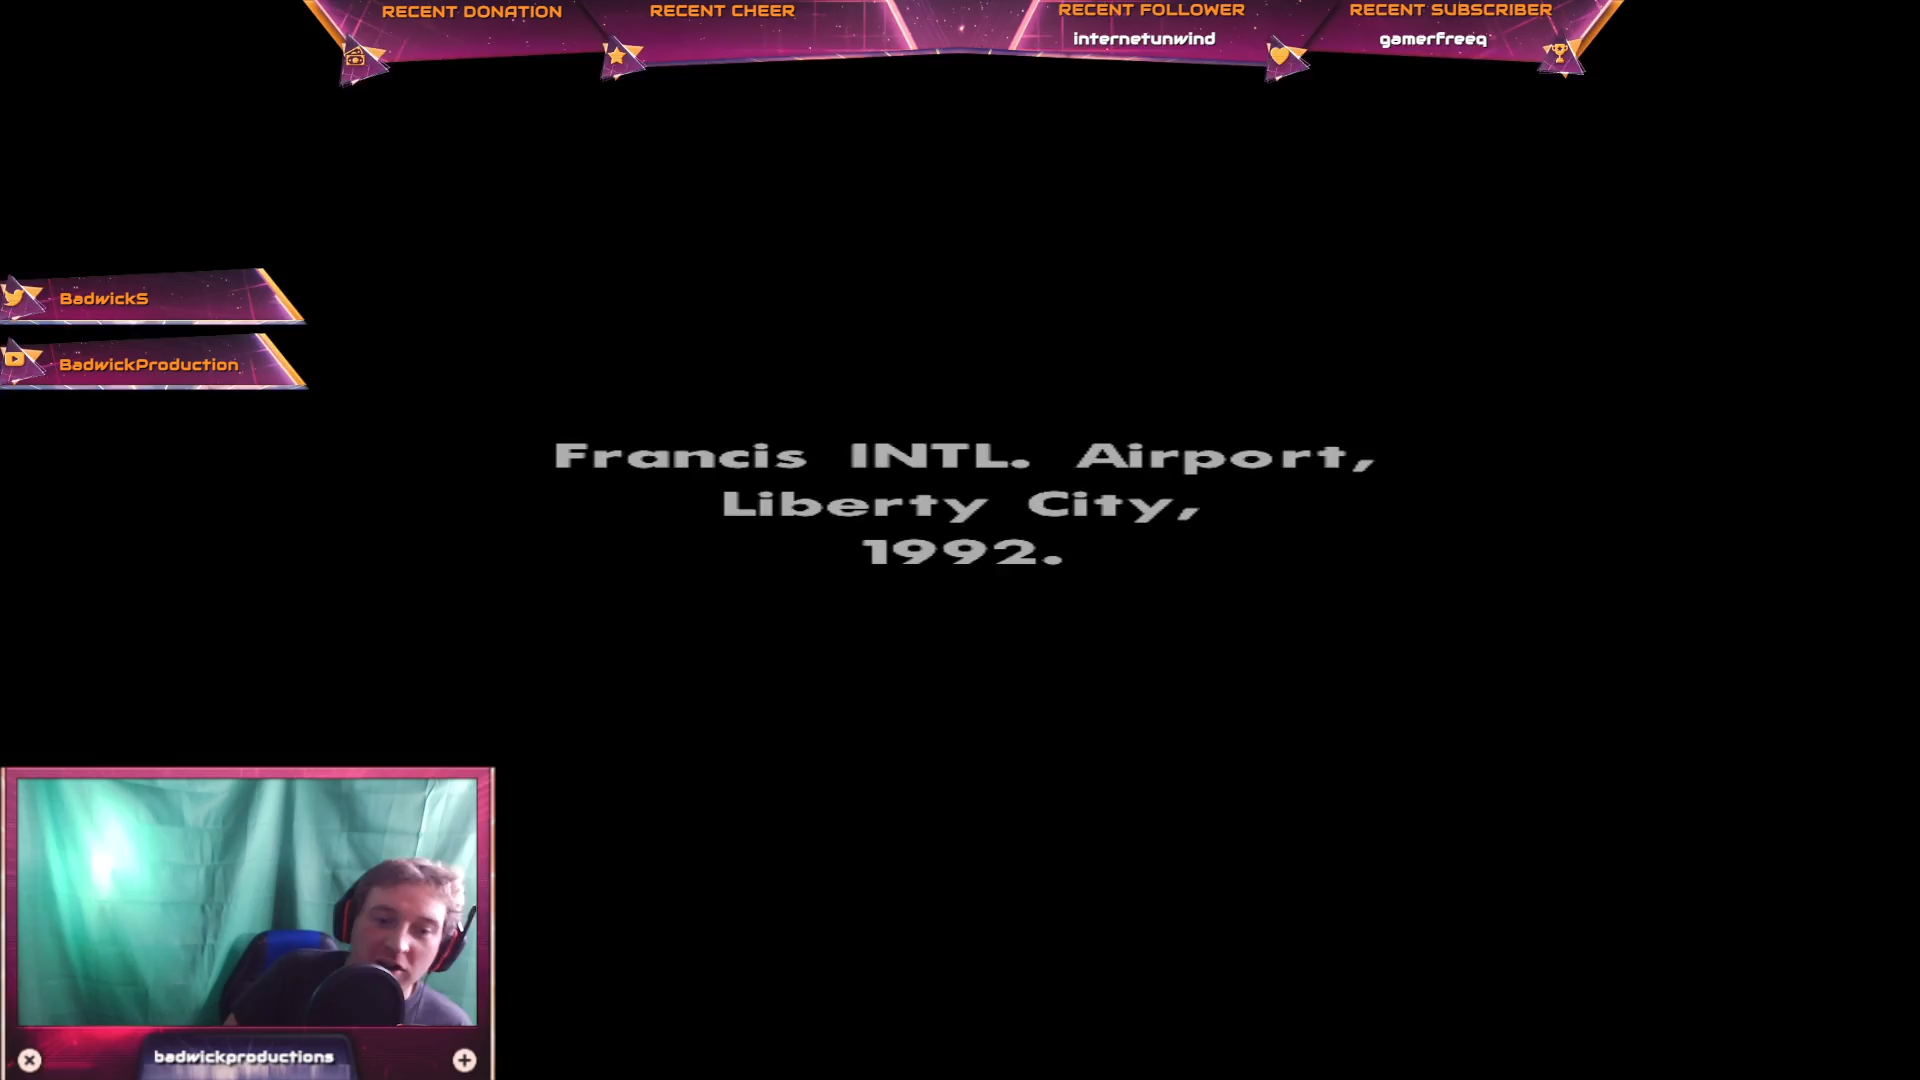 RECENT DONATION
RECENT CHEER
RECENT FOLLOWER
internetunwind
RECENT SUBSCRIBER
gamerfreeq
BadwickS
BadwickProduction
Francis INTL. Airport,
Liberty City,
1992.
badwickproductions